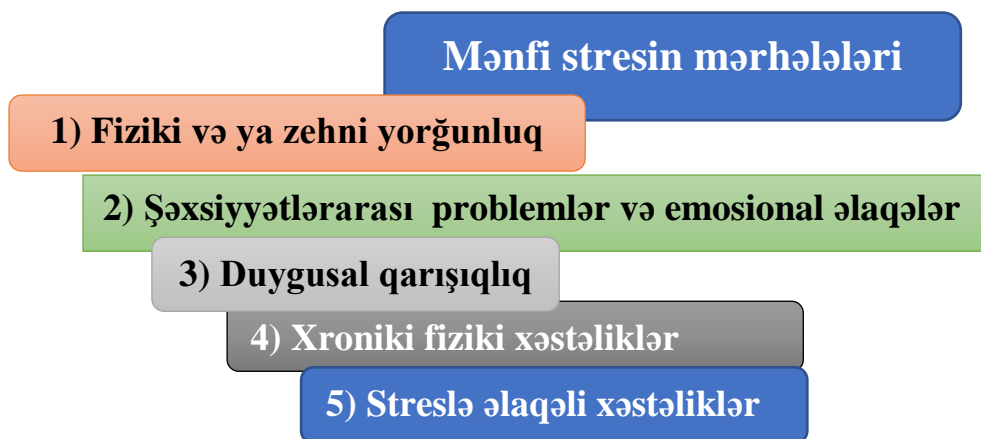 Mənfi stresin mərhələləri
1) Fiziki və ya zehni yorğunluq
2) Şəxsiyyətlərarası problemlər və emosional əlaqələr
3) Duygusal qarışıqlıq
4) Xroniki fiziki xəstəliklər
5) Streslə əlaqəli xəstəliklər